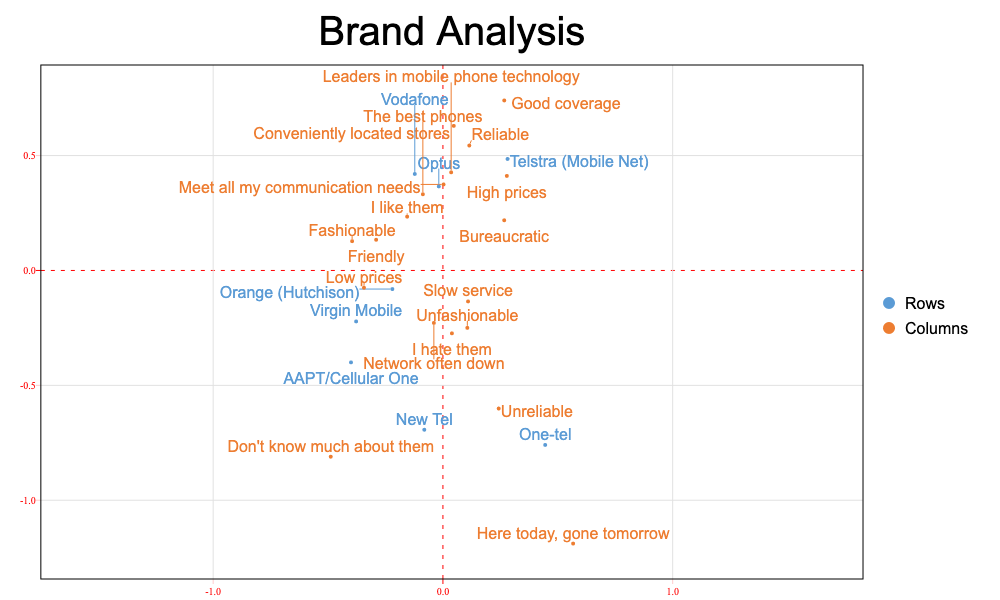 Brand Analysis
Leaders in mobile phone technology
Vodafone
Good coverage
The best phones
Conveniently located stores
Reliable
0.5
Optus
Telstra (Mobile Net)
Meet all my communication needs
High prices
I like them
Fashionable
Bureaucratic
Friendly
0.0
Low prices
Orange (Hutchison)
Slow service
Rows
Virgin Mobile
Unfashionable
Columns
I hate them
Network often down
AAPT/Cellular One
-0.5
Unreliable
New Tel
One-tel
Don't know much about them
-1.0
Here today, gone tomorrow
-1.0
0.0
1.0